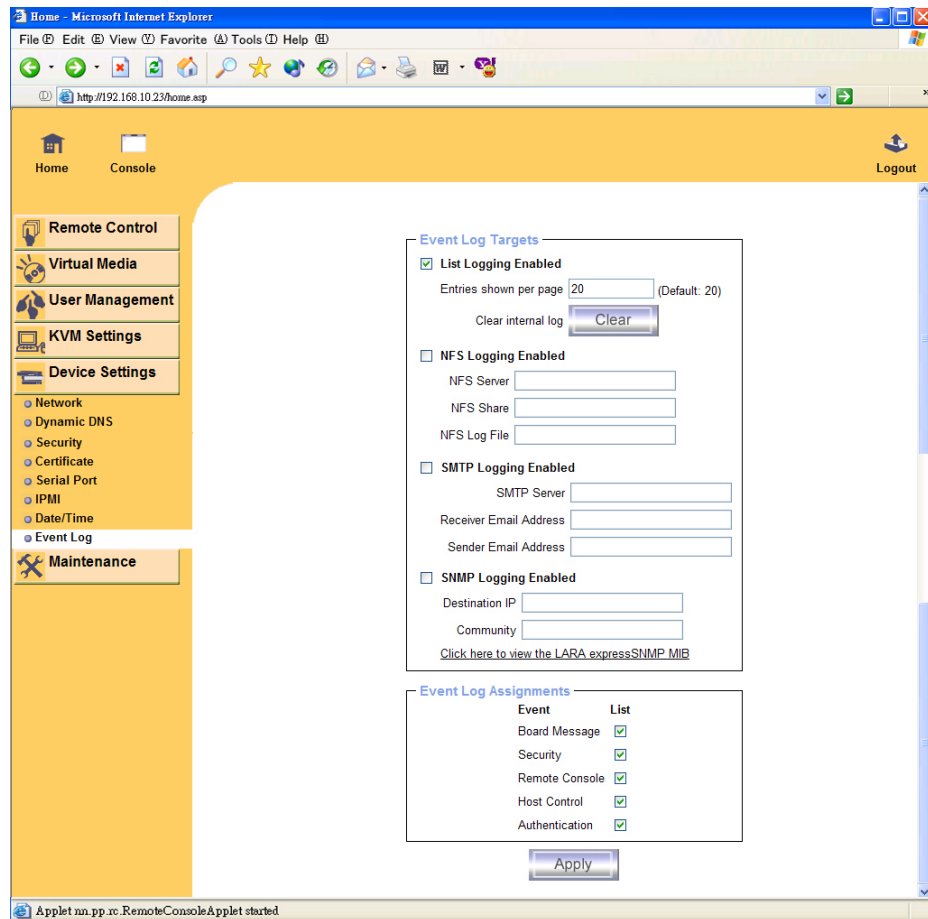 Home - Microsoft Internet Explorer
File (F) Edit (E) View (V) Favorite (A) Tools (T) Help (H)
(D) http://192.168.10.23/home.asp »
Home Console Logout
Remote Control
Virtual Media
User Management
KVM Settings
Device Settings
Network
Dynamic DNS
Security
Certificate
Serial Port
IPMI
Date/Time
Event Log
Maintenance
Event Log Targets
List Logging Enabled
Entries shown per page 20 (Default: 20)
Clear internal log Clear
NFS Logging Enabled
NFS Server
NFS Share
NFS Log File
SMTP Logging Enabled
SMTP Server
Receiver Email Address
Sender Email Address
SNMP Logging Enabled
Destination IP
Community
Click here to view the LARA expressSNMP MIB
Event Log Assignments
Event List
Board Message
Security
Remote Console
Host Control
Authentication
Apply
Applet nn.pp.rc.RemoteConsoleApplet started